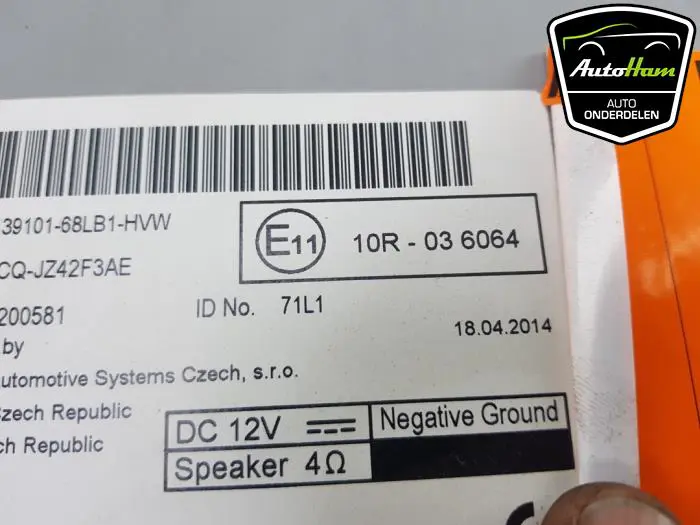 AutoHam
AUTO
ONDERDELEN
39101-68LB1-HVW
CQ-JZ42F3AE
E11 10R - 03 6064
200581
ID No. 71L1
18.04.2014
by
utomotive Systems Czech, s.r.o.
Czech Republic
ch Republic
DC 12V
Negative Ground
Speaker 4Ω